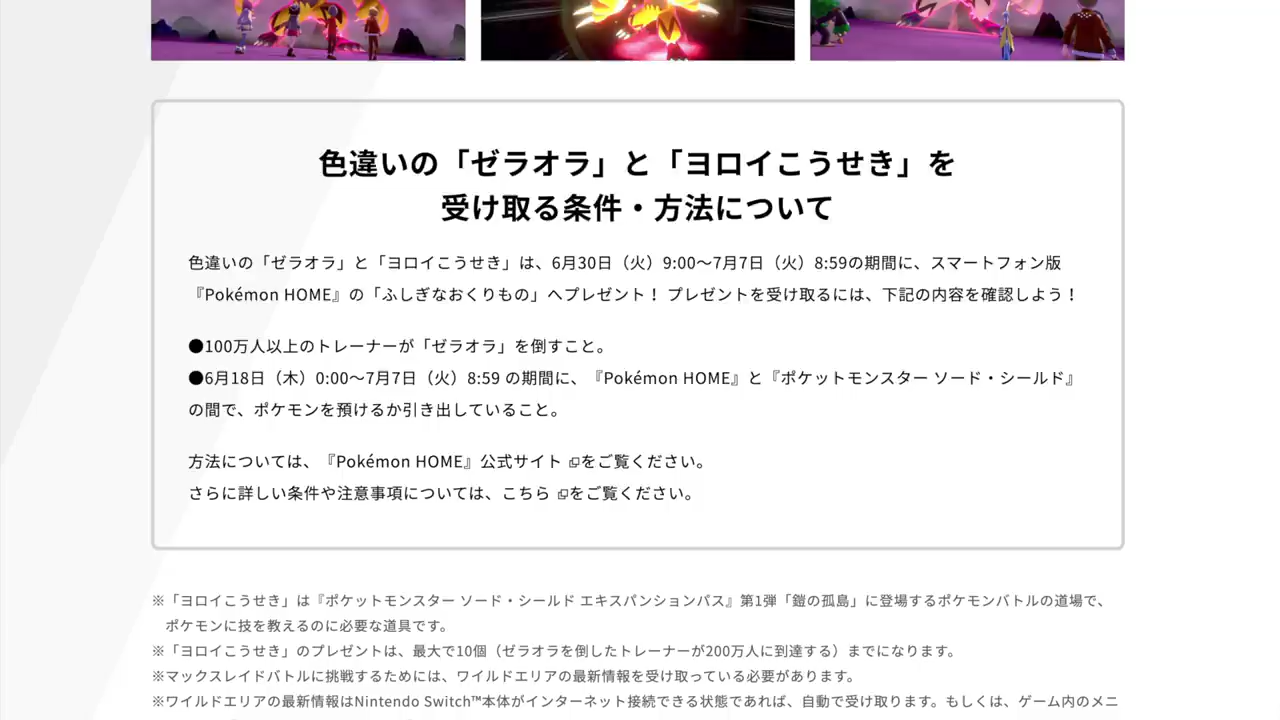 色違いの「ゼラオラ」と「ヨロイこうせき」を
受け取る条件・方法について
色違いの「ゼラオラ」と「ヨロイこうせき」は、6月30日（火）9:00〜7月7日（火）8:59の期間に、スマートフォン版
『Pokémon HOME』の「ふしぎなおくりもの」へプレゼント！ プレゼントを受け取るには、下記の内容を確認しよう！
●100万人以上のトレーナーが「ゼラオラ」を倒すこと。
●6月18日（木）0:00〜7月7日（火）8:59 の期間に、『Pokémon HOME』と『ポケットモンスター ソード・シールド』
の間で、ポケモンを預けるか引き出していること。
方法については、『Pokémon HOME』公式サイト をご覧ください。
さらに詳しい条件や注意事項については、こちら をご覧ください。
※「ヨロイこうせき」は『ポケットモンスター ソード・シールド エキスパンションパス』第1弾「鎧の孤島」に登場するポケモンバトルの道場で、
ポケモンに技を教えるのに必要な道具です。
※「ヨロイこうせき」のプレゼントは、最大で10個（ゼラオラを倒したトレーナーが200万人に到達する）までになります。
※マックスレイドバトルに挑戦するためには、ワイルドエリアの最新情報を受け取っている必要があります。
※ワイルドエリアの最新情報はNintendo Switch™本体がインターネット接続できる状態であれば、自動で受け取ります。もしくは、ゲーム内のメニ